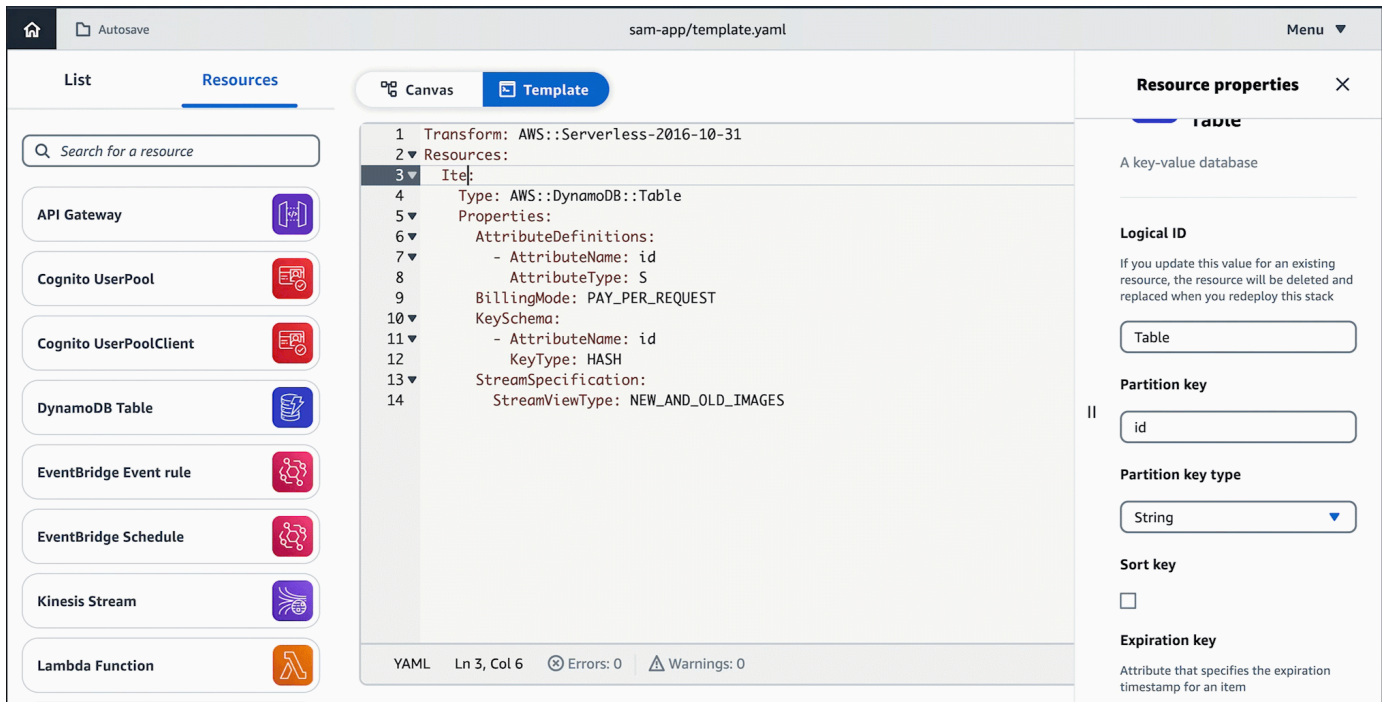 Autosave
sam-app/template.yaml
Menu
List
Resources
Search for a resource
API Gateway
Cognito UserPool
Cognito UserPoolClient
DynamoDB Table
EventBridge Event rule
EventBridge Schedule
Kinesis Stream
Lambda Function
Canvas
Template
1 Transform: AWS::Serverless-2016-10-31
2 Resources:
3 Ite:
4 Type: AWS::DynamoDB::Table
5 Properties:
6 AttributeDefinitions:
7 - AttributeName: id
8 AttributeType: S
9 BillingMode: PAY_PER_REQUEST
10 KeySchema:
11 - AttributeName: id
12 KeyType: HASH
13 StreamSpecification:
14 StreamViewType: NEW_AND_OLD_IMAGES
YAML Ln 3, Col 6 Errors: 0 Warnings: 0
Resource properties
Table
A key-value database
Logical ID
If you update this value for an existing
resource, the resource will be deleted and
replaced when you redeploy this stack
Table
Partition key
id
Partition key type
String
Sort key
Expiration key
Attribute that specifies the expiration
timestamp for an item